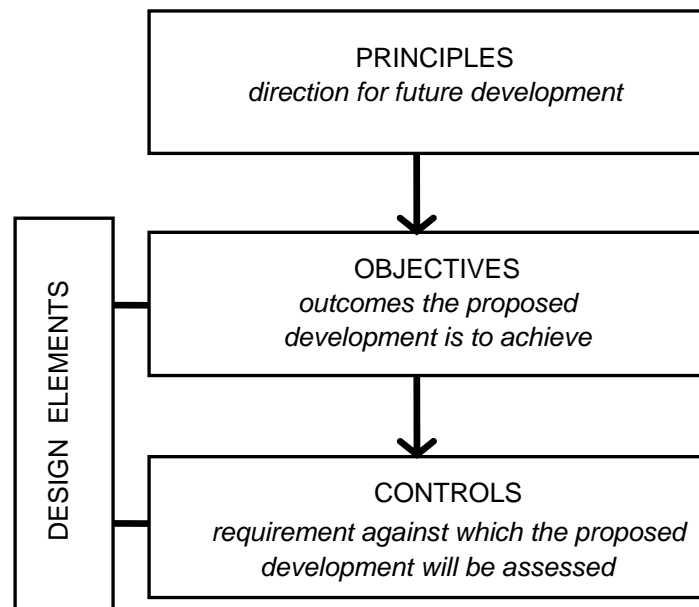 PRINCIPLES
direction for future development
OBJECTIVES
outcomes the proposed
development is to achieve
DESIGN ELEMENTS
CONTROLS
requirement against which the proposed
development will be assessed